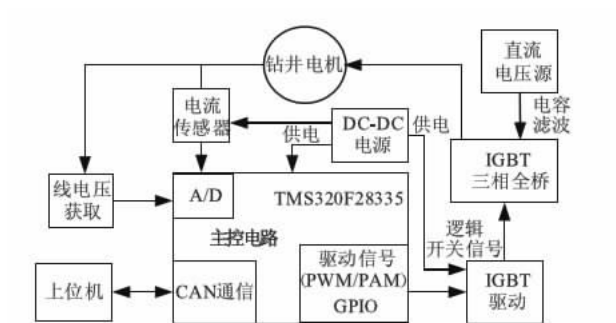 钻井电机
直流
电压源
电流
传感器
供电
DC-DC
电源
供电
电容
滤波
IGBT
三相全桥
线电压
获取
A/D
TMS320F28335
主控电路
逻辑
开关信号
上位机
CAN通信
驱动信号
(PWM/PAM)
GPIO
IGBT
驱动